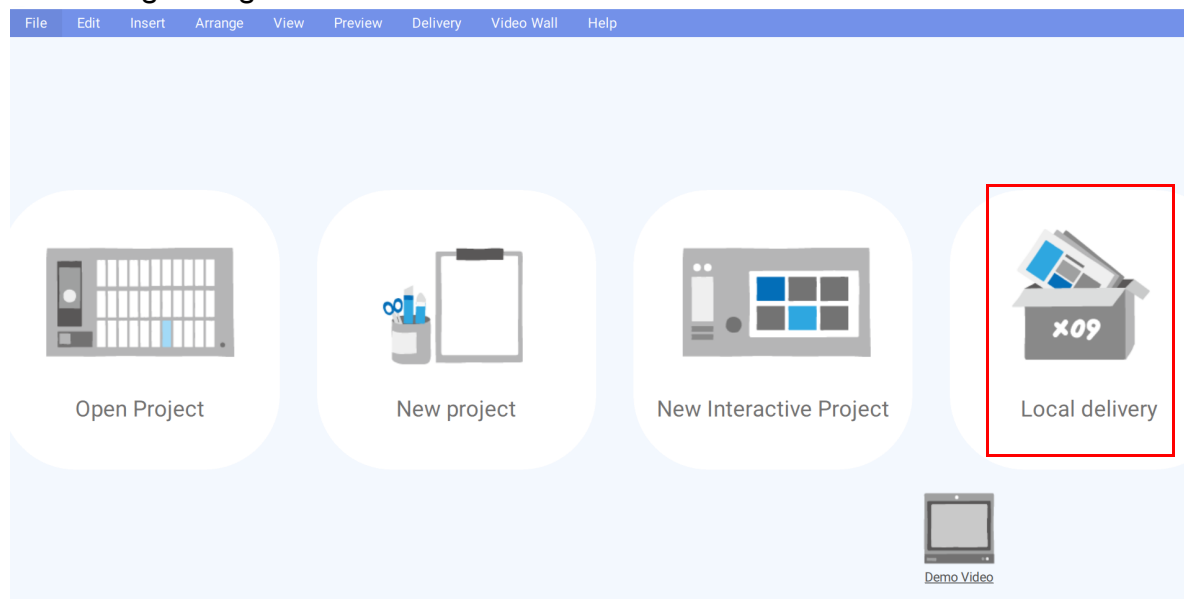 File Edit Insert Arrange View Preview Delivery Video Wall Help
x09
Open Project
New project
New Interactive Project
Local delivery
Demo Video